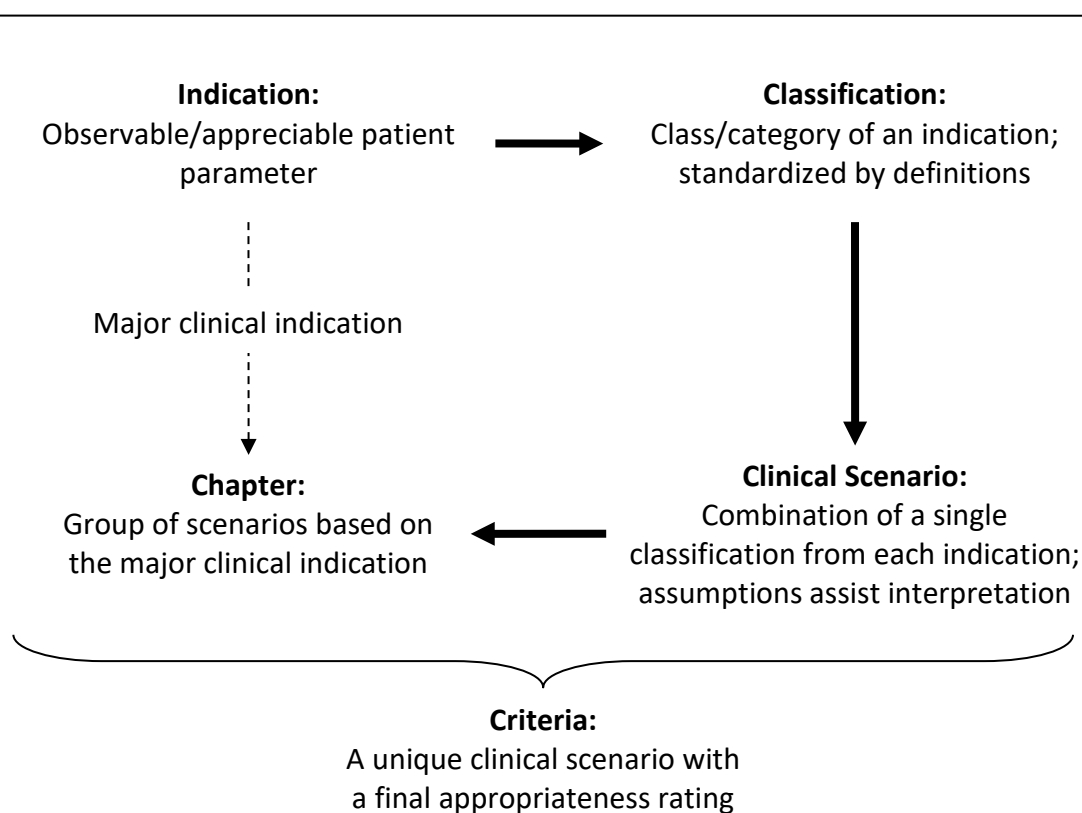 Indication:
Observable/appreciable patient
parameter
Classification:
Class/category of an indication;
standardized by definitions
Major clinical indication
Chapter:
Group of scenarios based on
the major clinical indication
Clinical Scenario:
Combination of a single
classification from each indication;
assumptions assist interpretation
Criteria:
A unique clinical scenario with
a final appropriateness rating